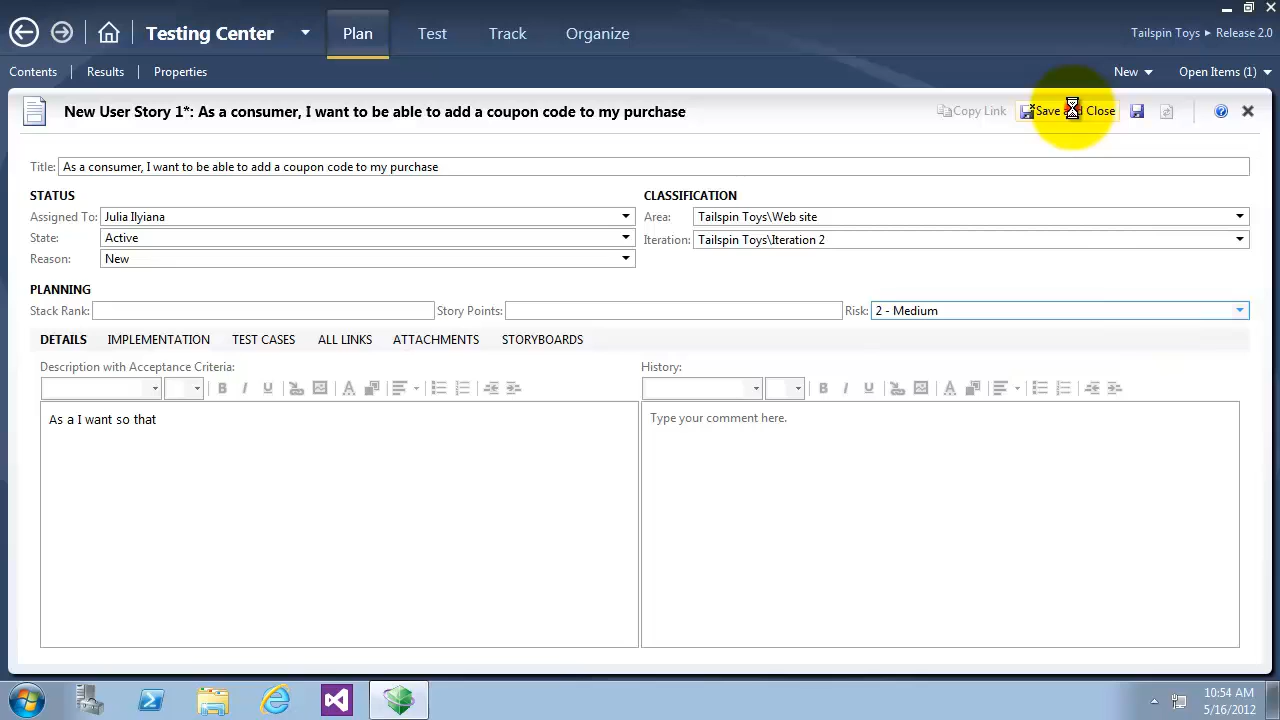 Testing Center
Plan
Test
Track
Organize
Tailspin Toys
Release 2.0
Contents
Results
Properties
New
Open Items (1)
New User Story 1*: As a consumer, I want to be able to add a coupon code to my purchase
Copy Link
Save and Close
Title: As a consumer, I want to be able to add a coupon code to my purchase
STATUS
CLASSIFICATION
Assigned To: Julia Ilyiana
Area: Tailspin Toys\Web site
State: Active
Iteration: Tailspin Toys\Iteration 2
Reason: New
PLANNING
Stack Rank:
Story Points:
Risk: 2 - Medium
DETAILS
IMPLEMENTATION
TEST CASES
ALL LINKS
ATTACHMENTS
STORYBOARDS
Description with Acceptance Criteria:
History:
B I U
B I U
As a I want so that
Type your comment here.
10:54 AM
5/16/2012